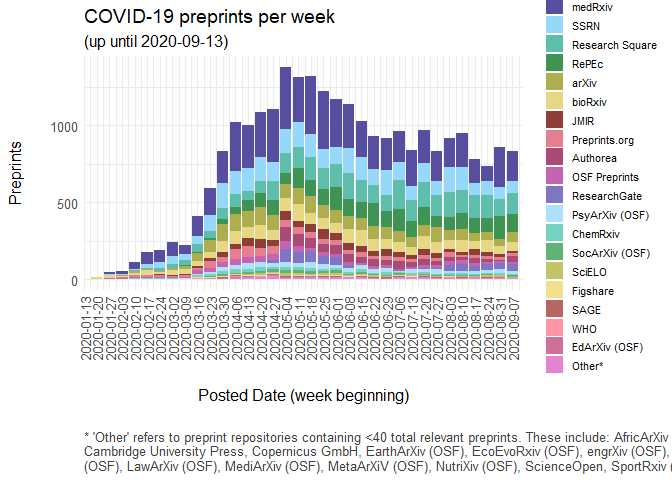 COVID-19 preprints per week
(up until 2020-09-13)
Preprints
1000
500
0
2020-01-13
2020-01-20
2020-01-27
2020-02-03
2020-02-10
2020-02-17
2020-02-24
2020-03-02
2020-03-09
2020-03-16
2020-03-23
2020-03-30
2020-04-06
2020-04-13
2020-04-20
2020-04-27
2020-05-04
2020-05-11
2020-05-18
2020-05-25
2020-06-01
2020-06-08
2020-06-15
2020-06-22
2020-06-29
2020-07-06
2020-07-13
2020-07-20
2020-07-27
2020-08-03
2020-08-10
2020-08-17
2020-08-24
2020-08-31
2020-09-07
Posted Date (week beginning)
medRxiv
SSRN
Research Square
RePEc
arXiv
bioRxiv
JMIR
Preprints.org
Authorea
OSF Preprints
ResearchGate
PsyArXiv (OSF)
ChemRxiv
SocArXiv (OSF)
SciELO
Figshare
SAGE
WHO
EdArXiv (OSF)
Other*
* 'Other' refers to preprint repositories containing <40 total relevant preprints. These include: AfricArXiv
Cambridge University Press, Copernicus GmbH, EarthArXiv (OSF), EcoEvoRxiv (OSF), engrXiv (OSF),
(OSF), LawArXiv (OSF), MediArXiv (OSF), MetaArXiV (OSF), NutriXiv (OSF), ScienceOpen, SportRxiv (